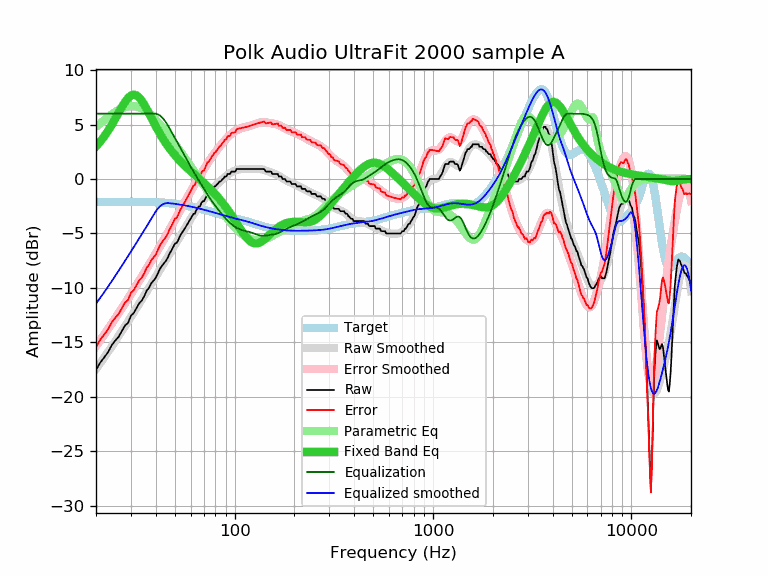 Polk Audio UltraFit 2000 sample A
10
5
0
−5
−10
−15
−20
−25
−30
Amplitude (dBr)
Target
Raw Smoothed
Error Smoothed
Raw
Error
Parametric Eq
Fixed Band Eq
Equalization
Equalized smoothed
100 1000 10000
Frequency (Hz)